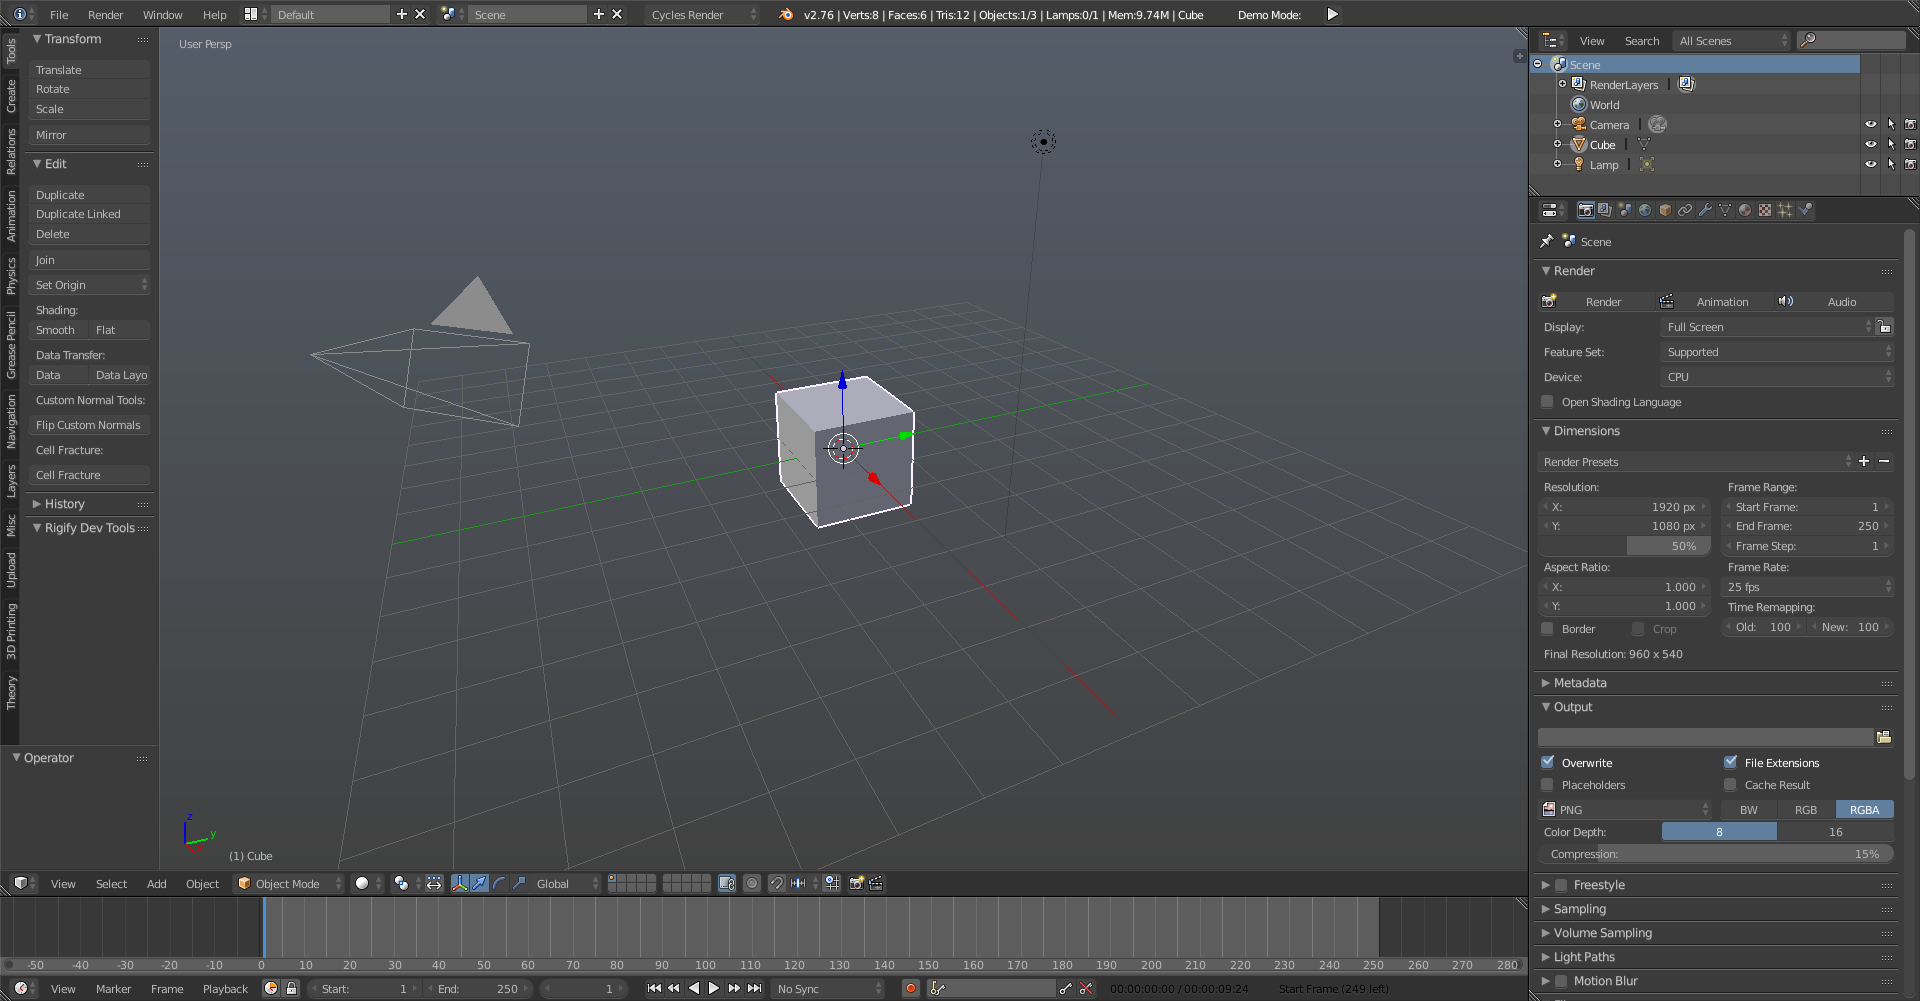 File Render Window Help Default Scene Cycles Render v2.76 | Verts:8 | Faces:6 | Tris:12 | Objects:1/3 | Lamps:0/1 | Mem:9.74M | Cube Demo Mode:
Tools
Create
Relations
Animation
Physics
Grease Pencil
Navigation
Layers
Misc
Upload
3D Printing
Theory
Transform
Translate
Rotate
Scale
Mirror
Edit
Duplicate
Duplicate Linked
Delete
Join
Set Origin
Shading:
Smooth Flat
Data Transfer:
Data Data Layo
Custom Normal Tools:
Flip Custom Normals
Cell Fracture:
Cell Fracture
History
Rigify Dev Tools
Operator
User Persp
z
y
(1) Cube
View Select Add Object Object Mode Global
View Search All Scenes
Scene
RenderLayers
World
Camera
Cube
Lamp
Scene
Render
Render Animation Audio
Display: Full Screen
Feature Set: Supported
Device: CPU
Open Shading Language
Dimensions
Render Presets
Resolution: Frame Range:
X: 1920 px Start Frame: 1
Y: 1080 px End Frame: 250
50% Frame Step: 1
Aspect Ratio: Frame Rate:
X: 1.000 25 fps
Y: 1.000 Time Remapping:
Border Crop Old: 100 New: 100
Final Resolution: 960 x 540
Metadata
Output
Overwrite File Extensions
Placeholders Cache Result
PNG BW RGB RGBA
Color Depth: 8 16
Compression: 15%
Freestyle
Sampling
Volume Sampling
Light Paths
Motion Blur
-50 -40 -30 -20 -10 0 10 20 30 40 50 60 70 80 90 100 110 120 130 140 150 160 170 180 190 200 210 220 230 240 250 260 270 280
View Marker Frame Playback Start: 1 End: 250 1 No Sync 00:00:00:00 / 00:00:09:24 Start Frame (249 left)